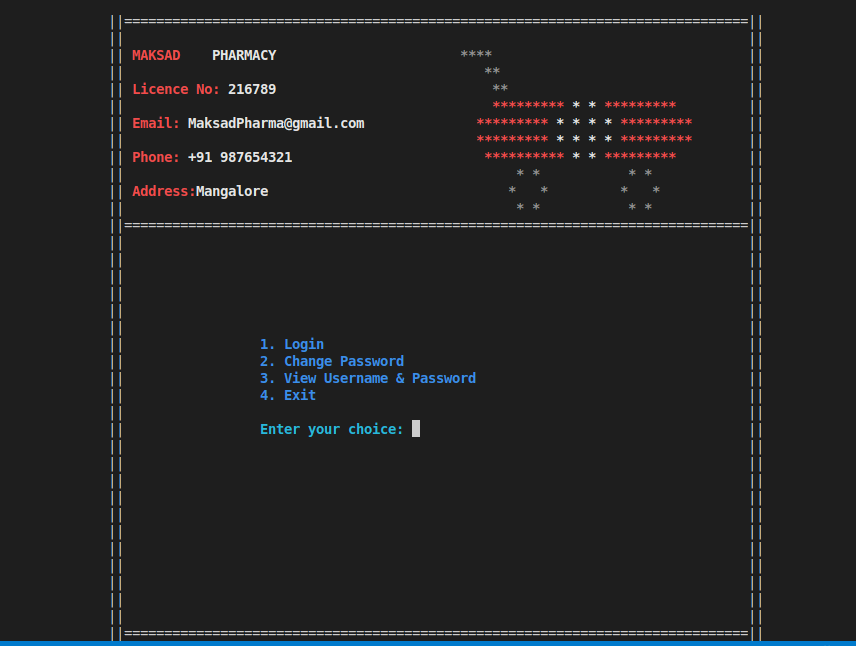 MAKSAD PHARMACY
Licence No: 216789
Email: MaksadPharma@gmail.com
Phone: +91 987654321
Address:Mangalore
1. Login
2. Change Password
3. View Username & Password
4. Exit
Enter your choice: